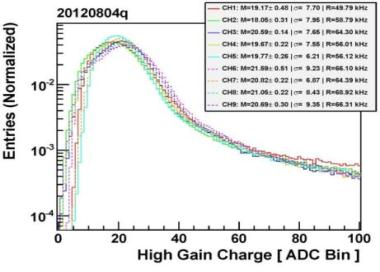 20120804q
CH1: M=19.17± 0.48 | σ= 7.70 | R=49.79 kHz
CH2: M=18.05± 0.31 | σ= 7.95 | R=58.79 kHz
CH3: M=20.59± 0.14 | σ= 7.65 | R=64.30 kHz
CH4: M=19.67± 0.22 | σ= 7.55 | R=56.01 kHz
CH5: M=19.77± 0.26 | σ= 6.21 | R=56.12 kHz
CH6: M=21.59± 0.51 | σ= 9.23 | R=66.10 kHz
CH7: M=20.82± 0.22 | σ= 6.87 | R=64.39 kHz
CH8: M=21.05± 0.22 | σ= 8.43 | R=68.92 kHz
CH9: M=20.69± 0.30 | σ= 9.35 | R=66.31 kHz
Entries (Normalized)
10⁻²
10⁻³
10⁻⁴
0 20 40 60 80 100
High Gain Charge [ ADC Bin ]